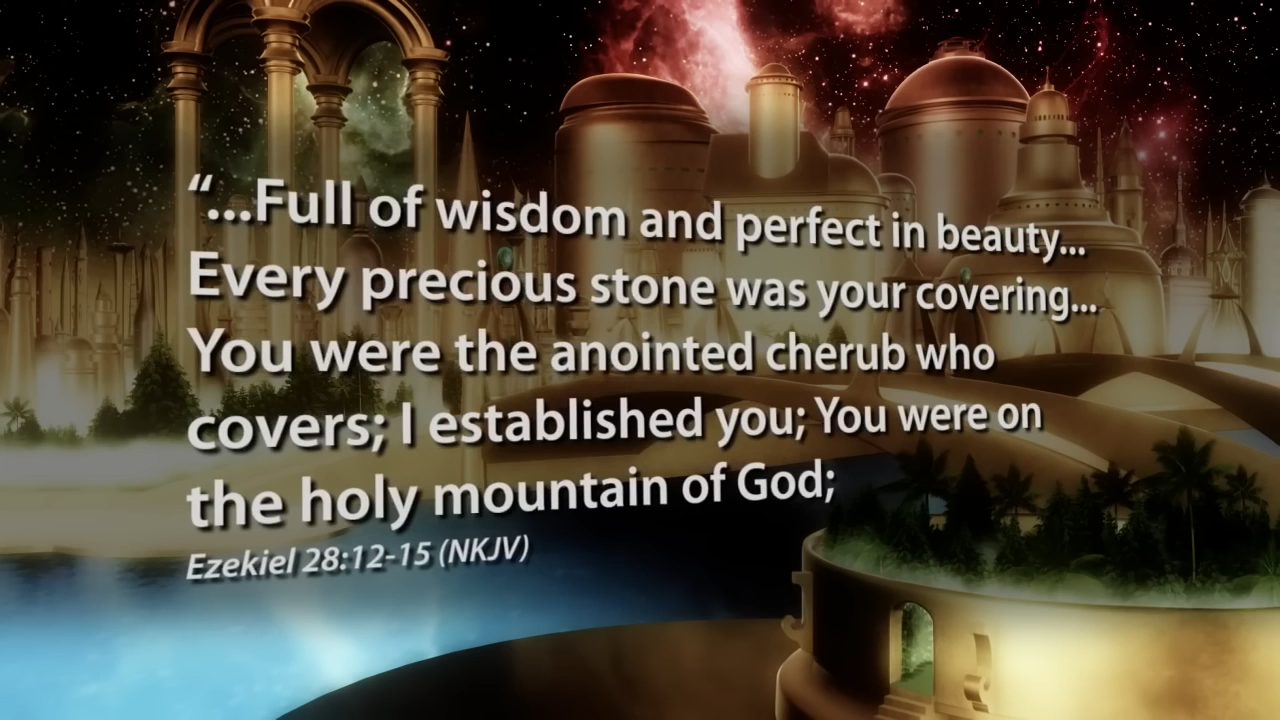 “...Full of wisdom and perfect in beauty...
Every precious stone was your covering...
You were the anointed cherub who
covers; I established you; You were on
the holy mountain of God;
Ezekiel 28:12-15 (NKJV)